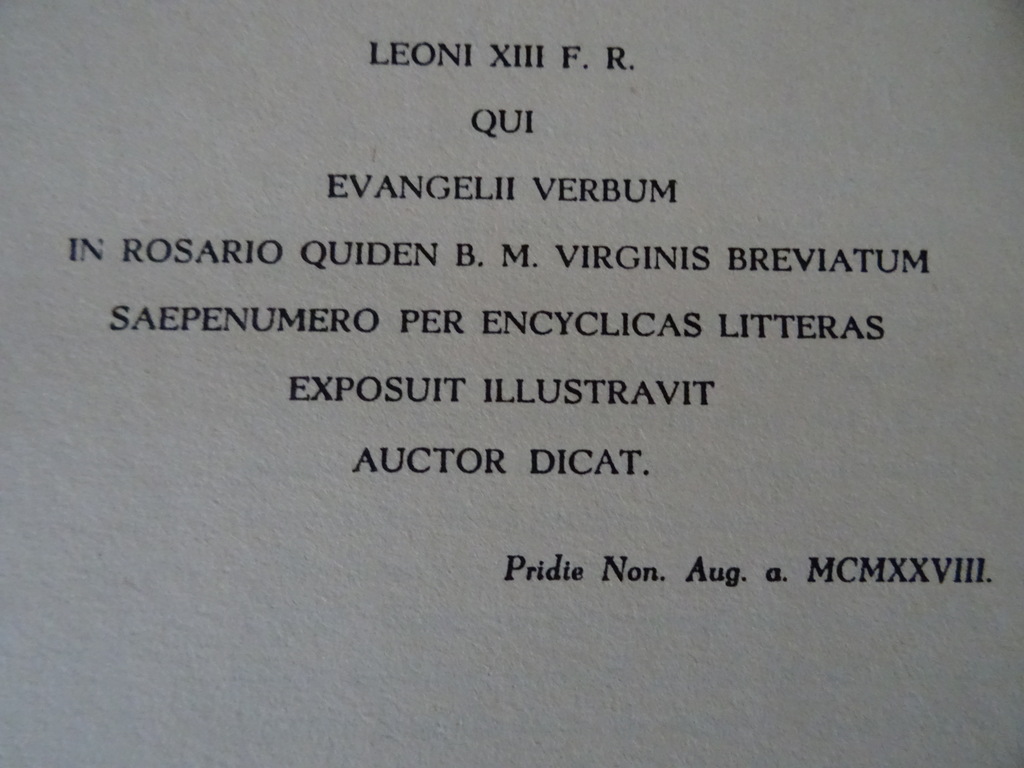 LEONI XIII F. R.
QUI
EVANGELII VERBUM
IN ROSARIO QUIDEN B. M. VIRGINIS BREVIATUM
SAEPENUMERO PER ENCYCLICAS LITTERAS
EXPOSUIT ILLUSTRAVIT
AUCTOR DICAT.
Pridie Non. Aug. a. MCMXXVIII.